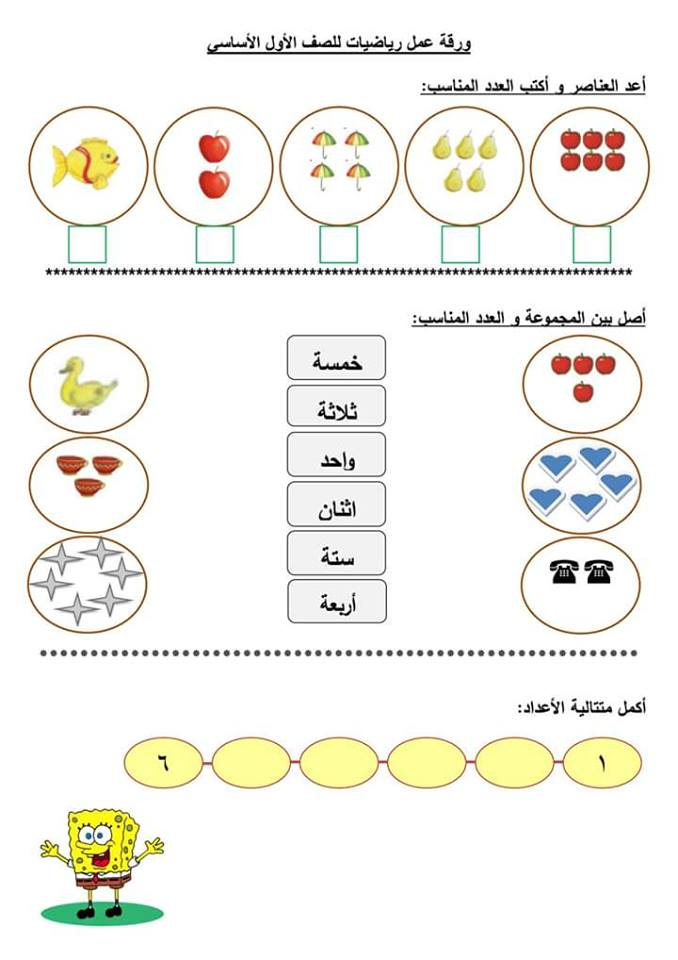 ورقة عمل رياضيات للصف الأول الأساسي
أعد العناصر و أكتب العدد المناسب:
*******************************************************************************
أصل بين المجموعة و العدد المناسب:
خمسة
ثلاثة
واحد
اثنان
ستة
أربعة
أكمل متتالية الأعداد:
١ ٦